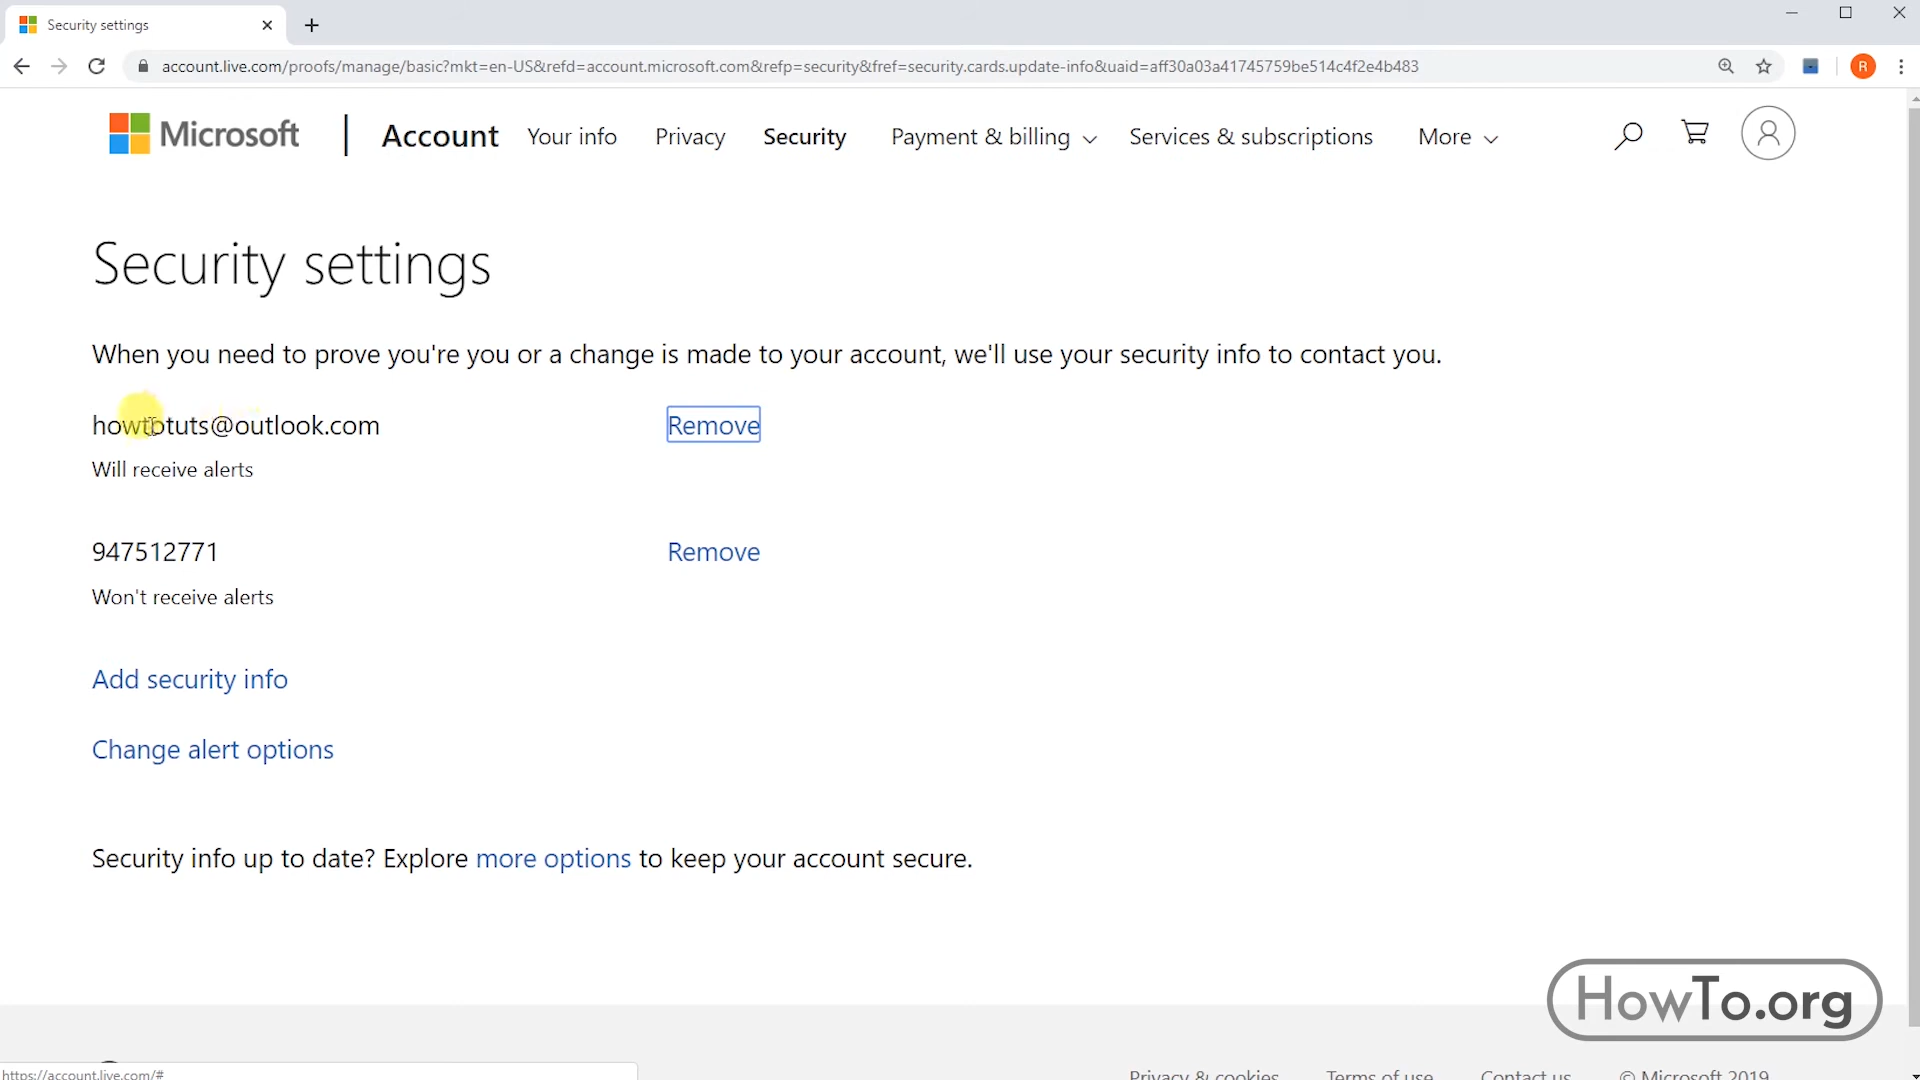 Security settings
account.live.com/proofs/manage/basic?mkt=en-US&refd=account.microsoft.com&refp=security&fref=security.cards.update-info&uaid=aff30a03a41745759be514c4f2e4b483
R
Microsoft | Account Your info Privacy Security Payment & billing Services & subscriptions More
Security settings
When you need to prove you're you or a change is made to your account, we'll use your security info to contact you.
howtotuts@outlook.com Remove
Will receive alerts
947512771 Remove
Won't receive alerts
Add security info
Change alert options
Security info up to date? Explore more options to keep your account secure.
HowTo.org
https://account.live.com/# Privacy & cookies Terms of use Contact us © Microsoft 2019